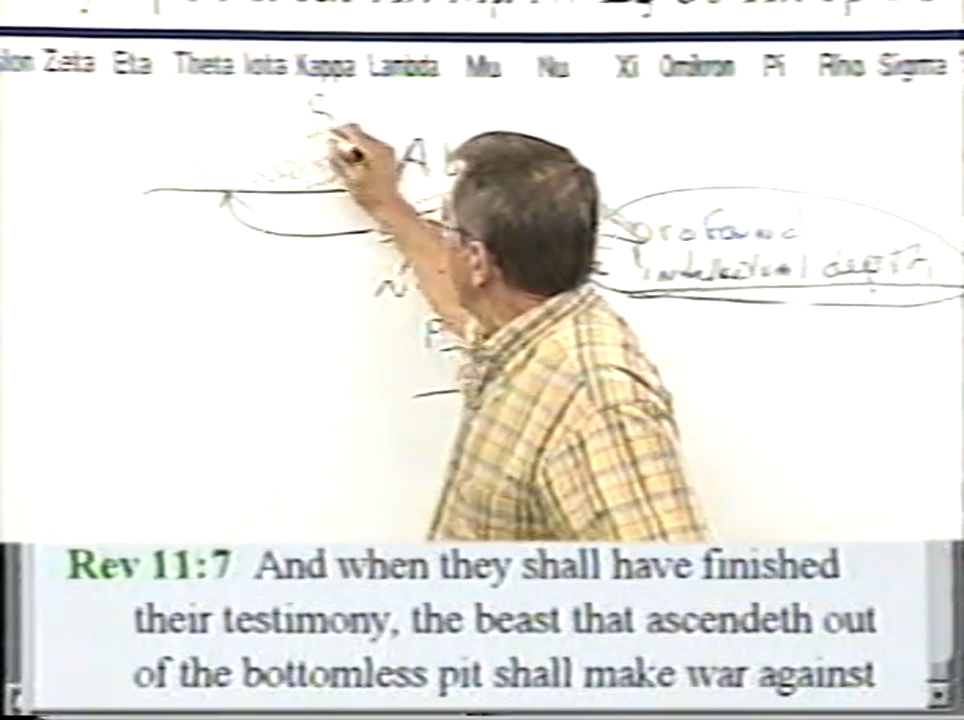 Zeta Eta Theta Iota Kappa Lambda Mu Nu Xi Omikron Pi Rho Sigma
A
profound
intellectual depth
Rev 11:7 And when they shall have finished
their testimony, the beast that ascendeth out
of the bottomless pit shall make war against